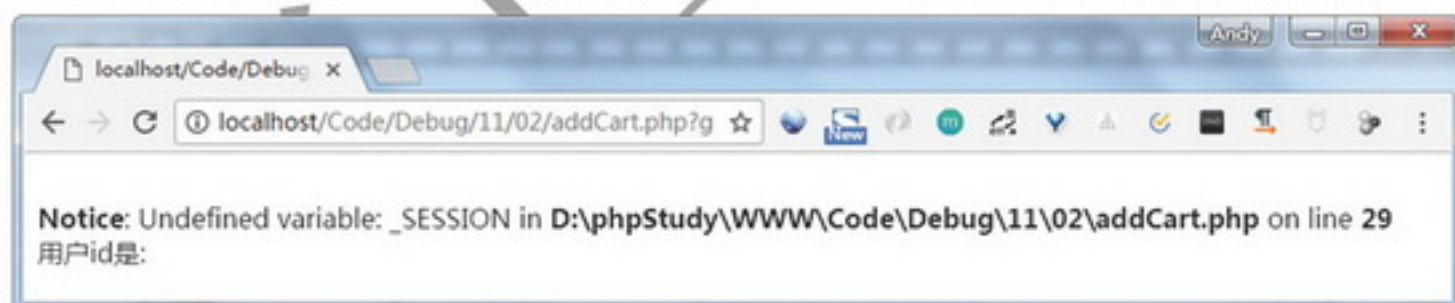 Andy
localhost/Code/Debug
localhost/Code/Debug/11/02/addCart.php?g
New
m
Notice: Undefined variable: _SESSION in D:\phpStudy\WWW\Code\Debug\11\02\addCart.php on line 29
用户id是: